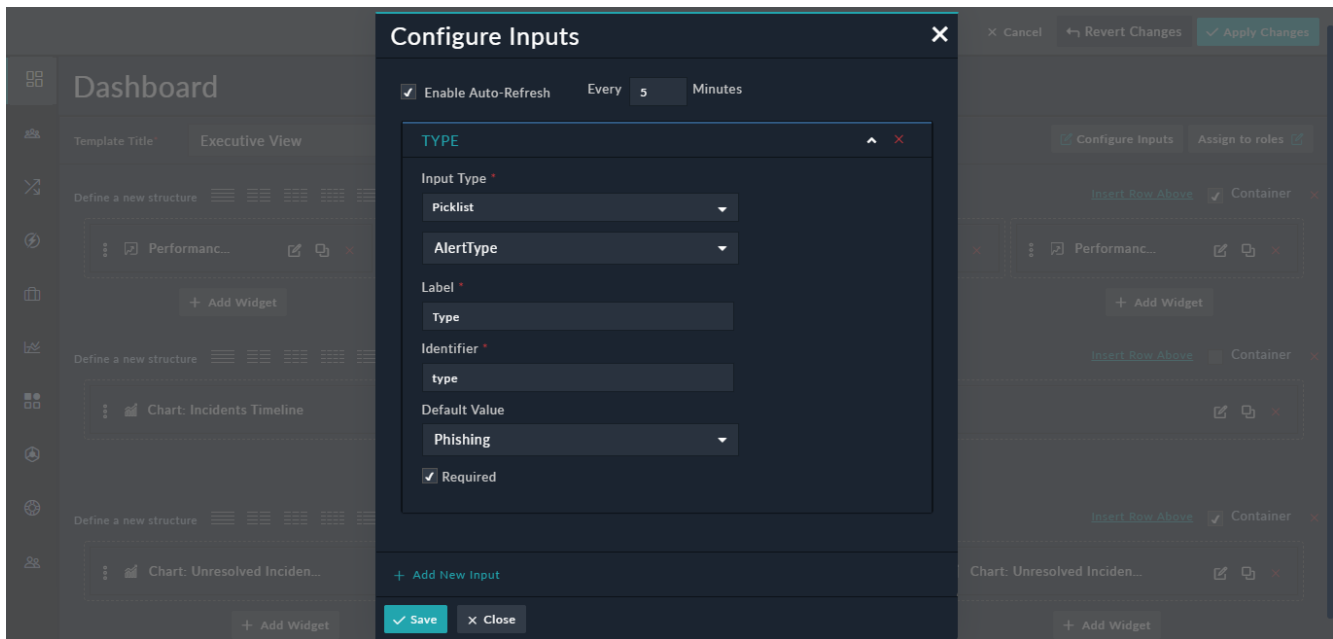 Configure Inputs
Cancel
Revert Changes
Apply Changes
Enable Auto-Refresh Every 5 Minutes
Dashboard
Template Title* Executive View
Configure Inputs
Assign to roles
TYPE
Input Type *
Picklist
AlertType
Label *
Type
Identifier *
type
Default Value
Phishing
Required
Define a new structure
Insert Row Above
Container
Performanc...
Performanc...
+ Add Widget
+ Add Widget
Define a new structure
Insert Row Above
Container
Chart: Incidents Timeline
Define a new structure
Insert Row Above
Container
Chart: Unresolved Inciden...
Chart: Unresolved Inciden...
+ Add Widget
+ Add Widget
+ Add New Input
Save
Close